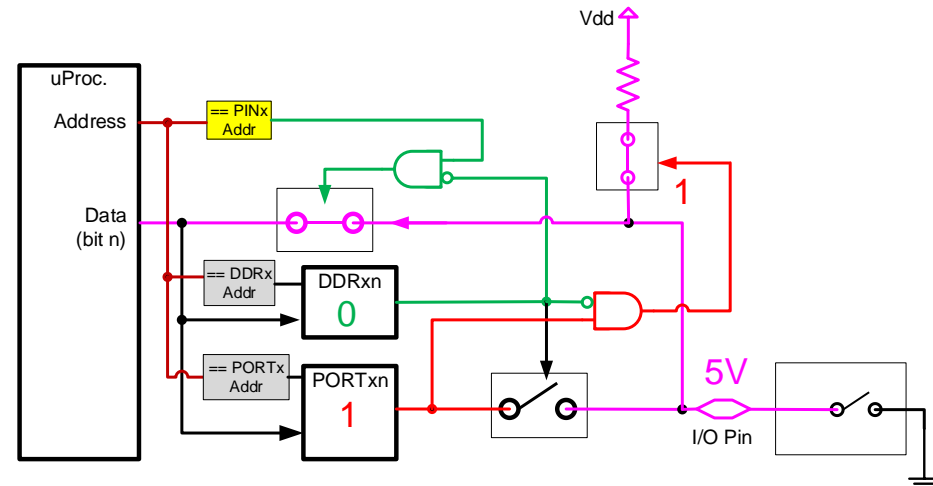 Vdd
uProc.
Address
== PINx
Addr
1
Data
(bit n)
== DDRx
Addr
DDRxn
0
== PORTx
Addr
PORTxn
1
5V
I/O Pin